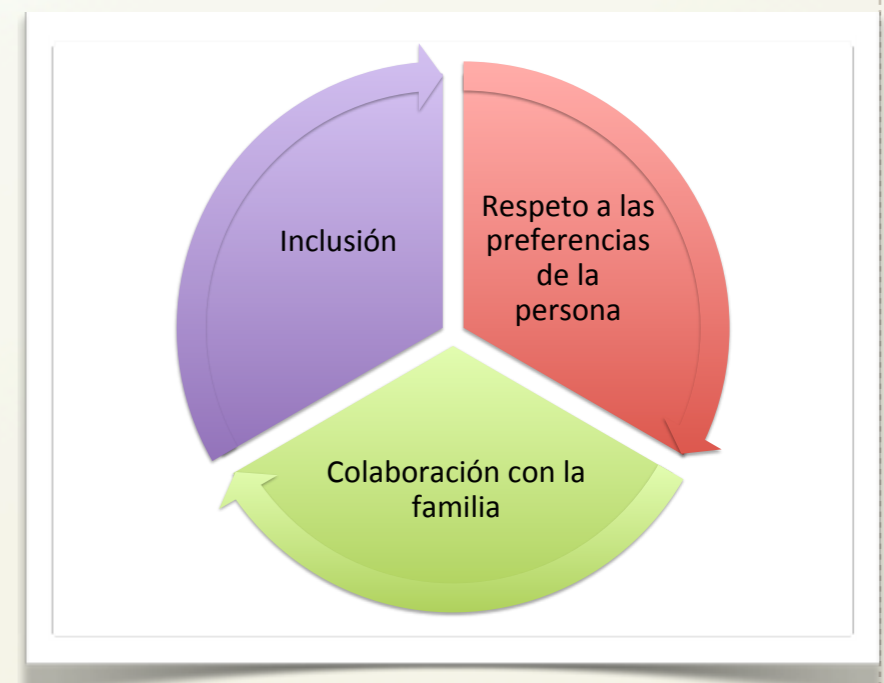 Inclusión
Respeto a las
preferencias
de la
persona
Colaboración con la
familia